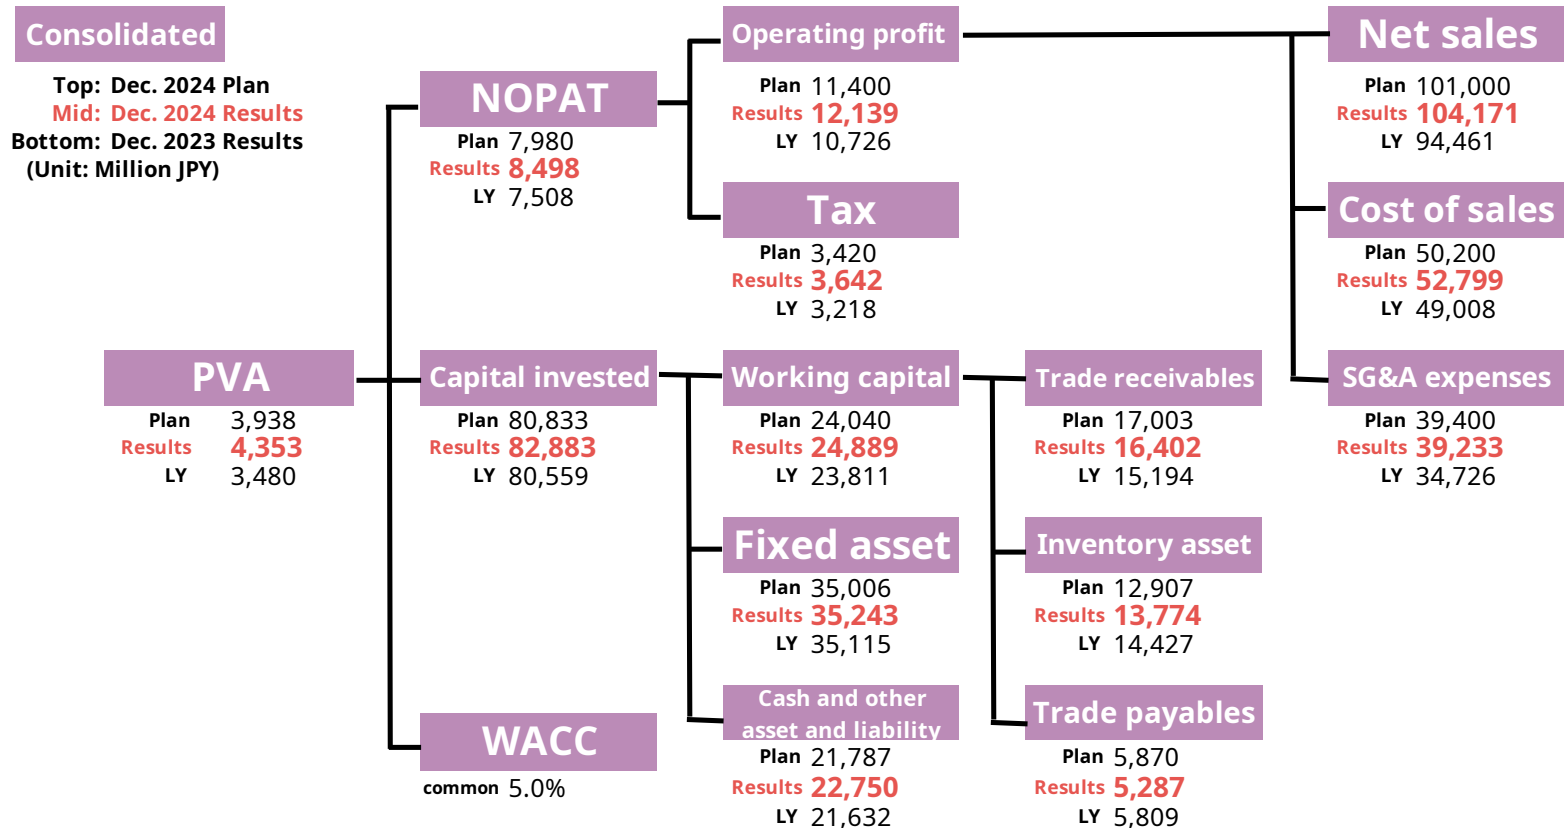 Consolidated
Top: Dec. 2024 Plan
Mid: Dec. 2024 Results
Bottom: Dec. 2023 Results
(Unit: Million JPY)
PVA
Plan 3,938
Results 4,353
LY 3,480
NOPAT
Plan 7,980
Results 8,498
LY 7,508
Capital invested
Plan 80,833
Results 82,883
LY 80,559
WACC
common 5.0%
Operating profit
Plan 11,400
Results 12,139
LY 10,726
Tax
Plan 3,420
Results 3,642
LY 3,218
Working capital
Plan 24,040
Results 24,889
LY 23,811
Fixed asset
Plan 35,006
Results 35,243
LY 35,115
Cash and other
asset and liability
Plan 21,787
Results 22,750
LY 21,632
Trade receivables
Plan 17,003
Results 16,402
LY 15,194
Inventory asset
Plan 12,907
Results 13,774
LY 14,427
Trade payables
Plan 5,870
Results 5,287
LY 5,809
Net sales
Plan 101,000
Results 104,171
LY 94,461
Cost of sales
Plan 50,200
Results 52,799
LY 49,008
SG&A expenses
Plan 39,400
Results 39,233
LY 34,726